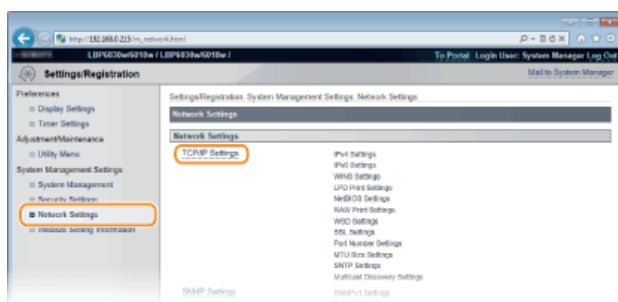 http://192.168.0.215/m_network.html
LBP6030w/6018w / LBP6030w/6018w /
To Portal Login User: System Manager Log Out
Settings/Registration
Mail to System Manager
Preferences
Display Settings
Timer Settings
Adjustment/Maintenance
Utility Menu
System Management Settings
System Management
Security Settings
Network Settings
Initialize Setting Information
Settings/Registration: System Management Settings: Network Settings
Network Settings
Network Settings
TCP/IP Settings
IPv4 Settings
IPv6 Settings
WINS Settings
LPD Print Settings
NetBIOS Settings
RAW Print Settings
WSD Settings
SSL Settings
Port Number Settings
MTU Size Settings
SNTP Settings
Multicast Discovery Settings
SNMP Settings
SNMPv1 Settings